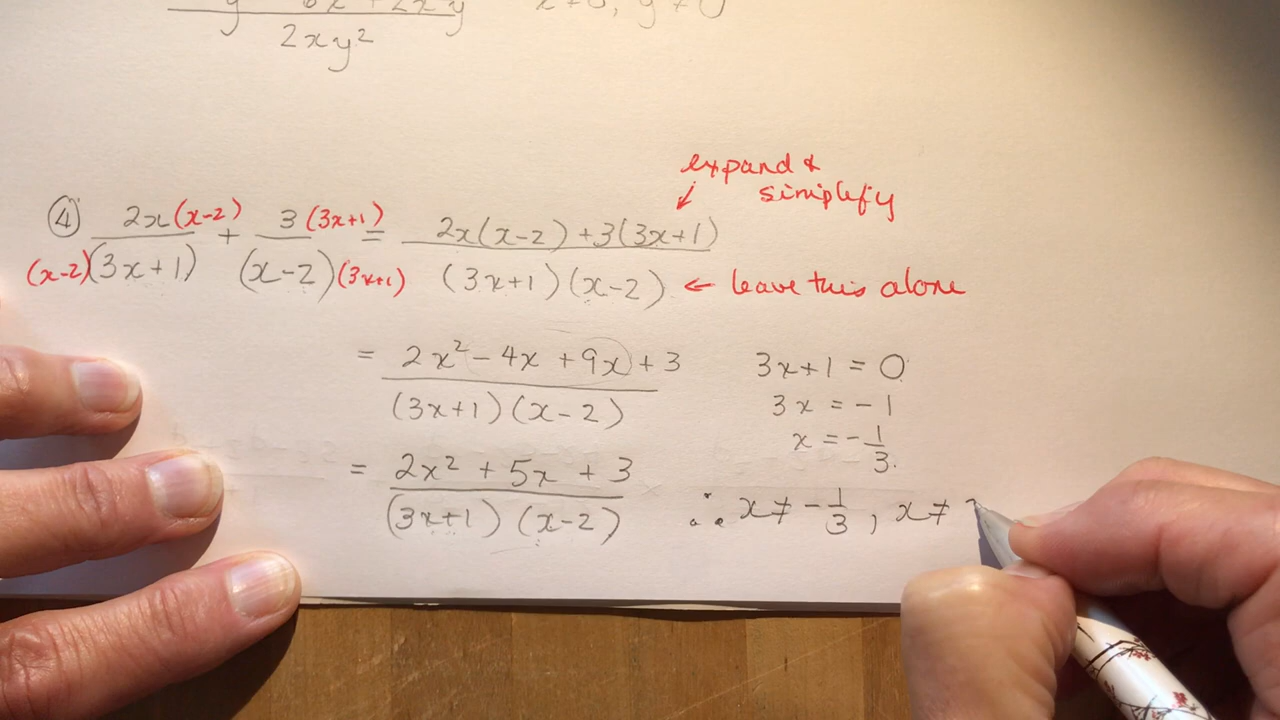 2xy²
expand &
simplify
④ 2x(x-2) / (x-2)(3x+1) + 3(3x+1) / (x-2)(3x+1) = 2x(x-2)+3(3x+1) / (3x+1)(x-2) ← leave this alone
= 2x² - 4x + 9x + 3 / (3x+1)(x-2)
3x+1 = 0
3x = -1
x = -1/3.
= 2x² + 5x + 3 / (3x+1)(x-2)
∴ x ≠ -1/3, x ≠